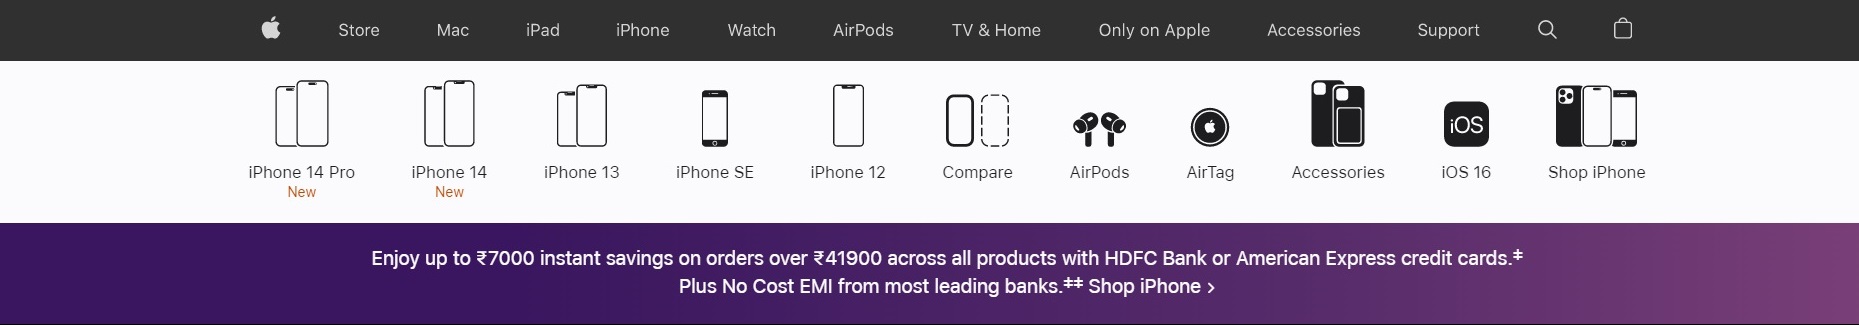 Store Mac iPad iPhone Watch AirPods TV & Home Only on Apple Accessories Support
iOS
iPhone 14 Pro iPhone 14 iPhone 13 iPhone SE iPhone 12 Compare AirPods AirTag Accessories iOS 16 Shop iPhone
New New
Enjoy up to ₹7000 instant savings on orders over ₹41900 across all products with HDFC Bank or American Express credit cards.‡
Plus No Cost EMI from most leading banks.‡‡ Shop iPhone >